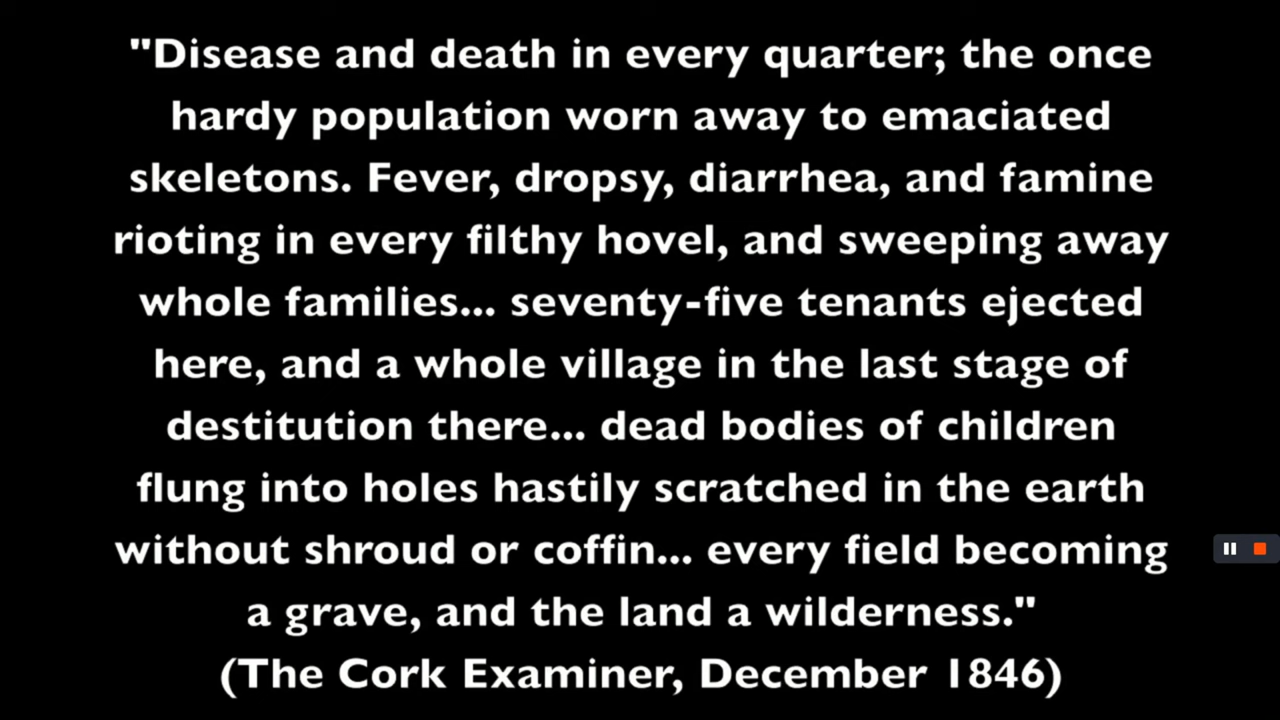 "Disease and death in every quarter; the once
hardy population worn away to emaciated
skeletons. Fever, dropsy, diarrhea, and famine
rioting in every filthy hovel, and sweeping away
whole families... seventy-five tenants ejected
here, and a whole village in the last stage of
destitution there... dead bodies of children
flung into holes hastily scratched in the earth
without shroud or coffin... every field becoming
a grave, and the land a wilderness."
(The Cork Examiner, December 1846)